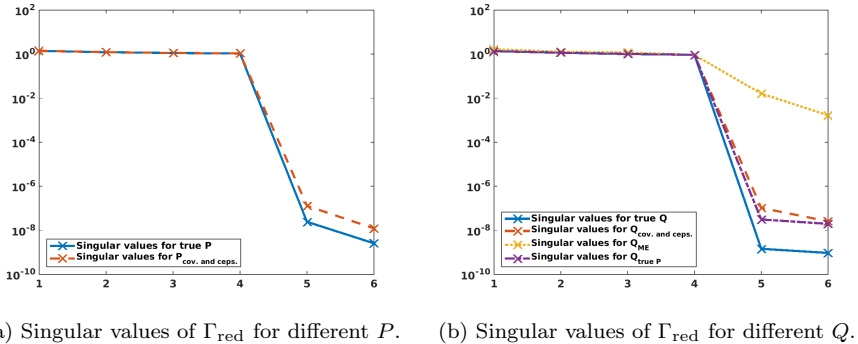 10^2
10^0
10^-2
10^-4
10^-6
10^-8
10^-10
1 2 3 4 5 6
Singular values for true P
Singular values for P_cov. and ceps.
10^2
10^0
10^-2
10^-4
10^-6
10^-8
10^-10
1 2 3 4 5 6
Singular values for true Q
Singular values for Q_cov. and ceps.
Singular values for Q_ME
Singular values for Q_true P
) Singular values of Γ_red for different P.
(b) Singular values of Γ_red for different Q.